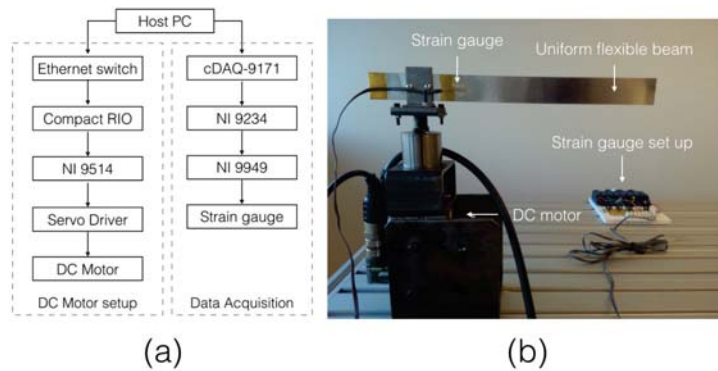 Host PC
Ethernet switch
Compact RIO
NI 9514
Servo Driver
DC Motor
DC Motor setup
cDAQ-9171
NI 9234
NI 9949
Strain gauge
Data Acquisition
(a)
Strain gauge
Uniform flexible beam
Strain gauge set up
DC motor
(b)